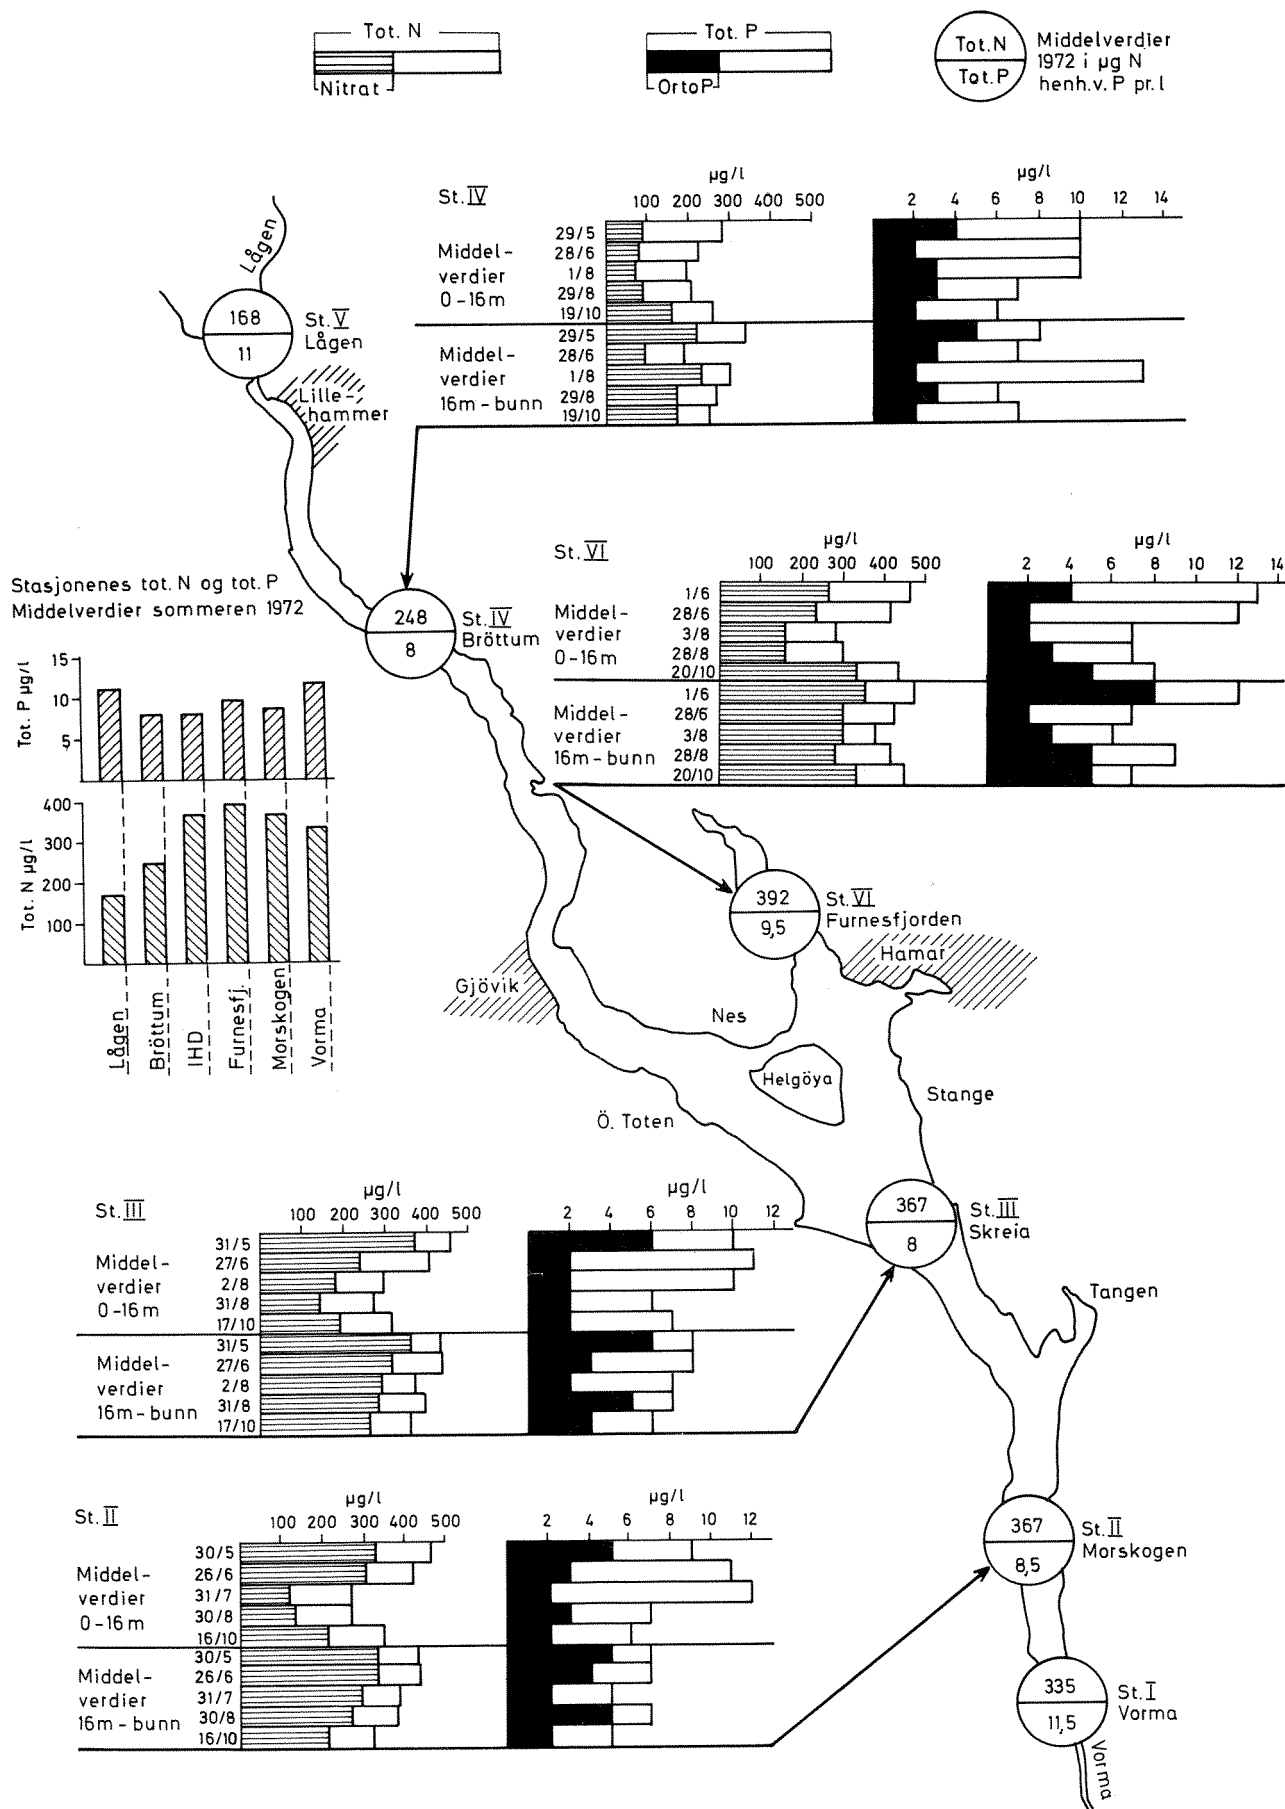 Tot. N
Nitrat
Tot. P
OrtoP
Tot.N
Tot.P
Middelverdier
1972 i µg N
henh.v. P pr. l
St. IV
µg/l
100 200 300 400 500
µg/l
2 4 6 8 10 12 14
Middel-
verdier
0-16m
29/5
28/6
1/8
29/8
19/10
Middel-
verdier
16m-bunn
29/5
28/6
1/8
29/8
19/10
Lågen
168
11
St. V
Lågen
Lille-
hammer
St. VI
µg/l
100 200 300 400 500
µg/l
2 4 6 8 10 12 14
Middel-
verdier
0-16m
1/6
28/6
3/8
28/8
20/10
Middel-
verdier
16m-bunn
1/6
28/6
3/8
28/8
20/10
Stasjonenes tot. N og tot. P
Middelverdier sommeren 1972
248
8
St. IV
Bröttum
Tot. P µg/l
15
10
5
Tot. N µg/l
400
300
200
100
Lågen
Bröttum
IHD
Furnesfj.
Morskogen
Vorma
392
9,5
St. VI
Furnesfjorden
Hamar
Gjövik
Nes
Helgöya
Stange
Ö. Toten
367
8
St. III
Skreia
Tangen
St. III
µg/l
100 200 300 400 500
µg/l
2 4 6 8 10 12
Middel-
verdier
0-16m
31/5
27/6
2/8
31/8
17/10
Middel-
verdier
16m-bunn
31/5
27/6
2/8
31/8
17/10
St. II
µg/l
100 200 300 400 500
µg/l
2 4 6 8 10 12
Middel-
verdier
0-16m
30/5
26/6
31/7
30/8
16/10
Middel-
verdier
16m-bunn
30/5
26/6
31/7
30/8
16/10
367
8,5
St. II
Morskogen
335
11,5
St. I
Vorma
Vorma